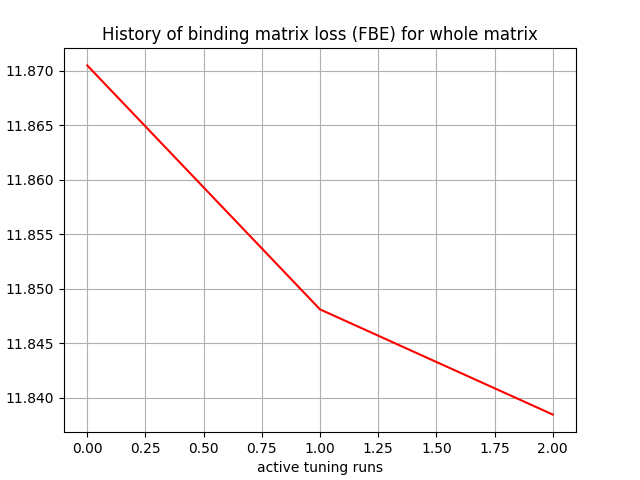 History of binding matrix loss (FBE) for whole matrix
11.870
11.865
11.860
11.855
11.850
11.845
11.840
0.00 0.25 0.50 0.75 1.00 1.25 1.50 1.75 2.00
active tuning runs